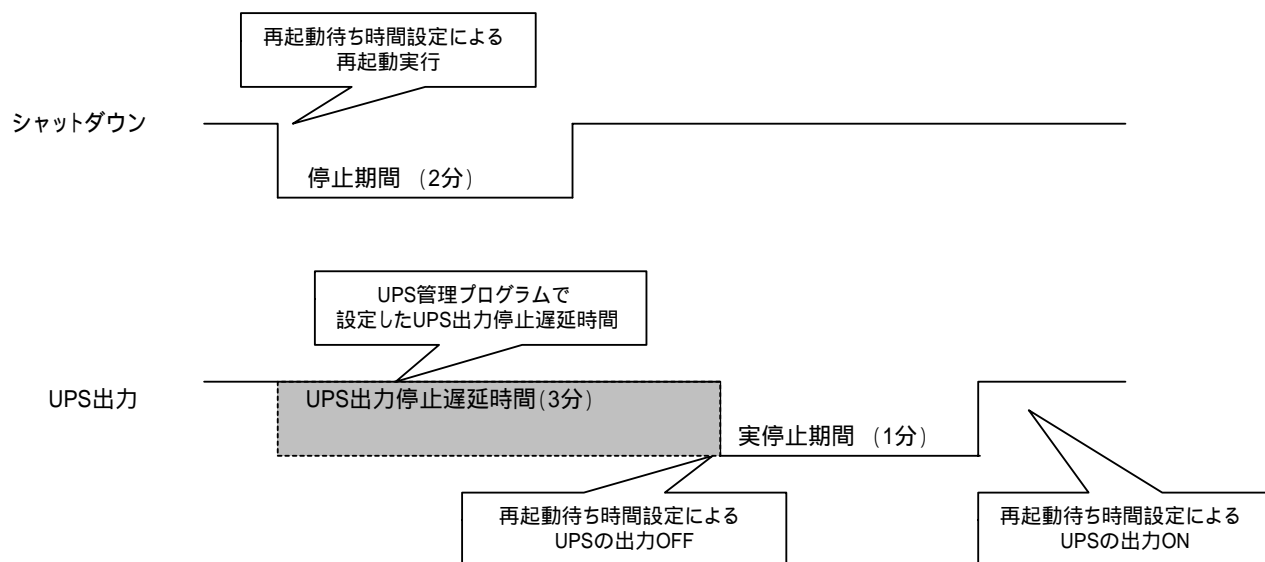 再起動待ち時間設定による
再起動実行
シャットダウン
停止期間 (2分)
UPS管理プログラムで
設定したUPS出力停止遅延時間
UPS出力
UPS出力停止遅延時間(3分)
実停止期間 (1分)
再起動待ち時間設定による
UPSの出力OFF
再起動待ち時間設定による
UPSの出力ON